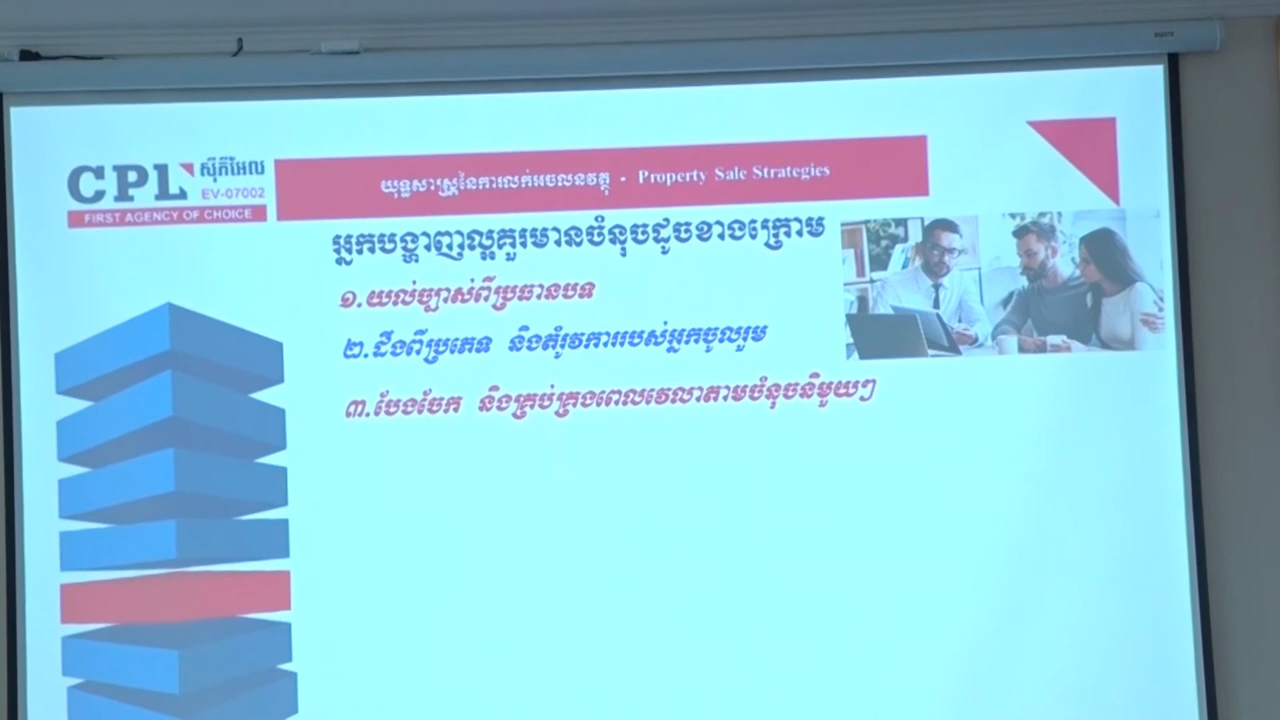 CPL ស៊ីភីអែល
EV-07002
FIRST AGENCY OF CHOICE
យុទ្ធសាស្ត្រនៃការលក់អចលនវត្ថុ - Property Sale Strategies
អ្នកបង្ហាញល្អគួរមានចំនុចដូចខាងក្រោម
១.យល់ច្បាស់ពីប្រធានបទ
២.ដឹងពីប្រភេទ និងតំរូវការរបស់អ្នកចូលរួម
៣.បែងចែក និងគ្រប់គ្រងពេលវេលាតាមចំនុចនិមួយៗ